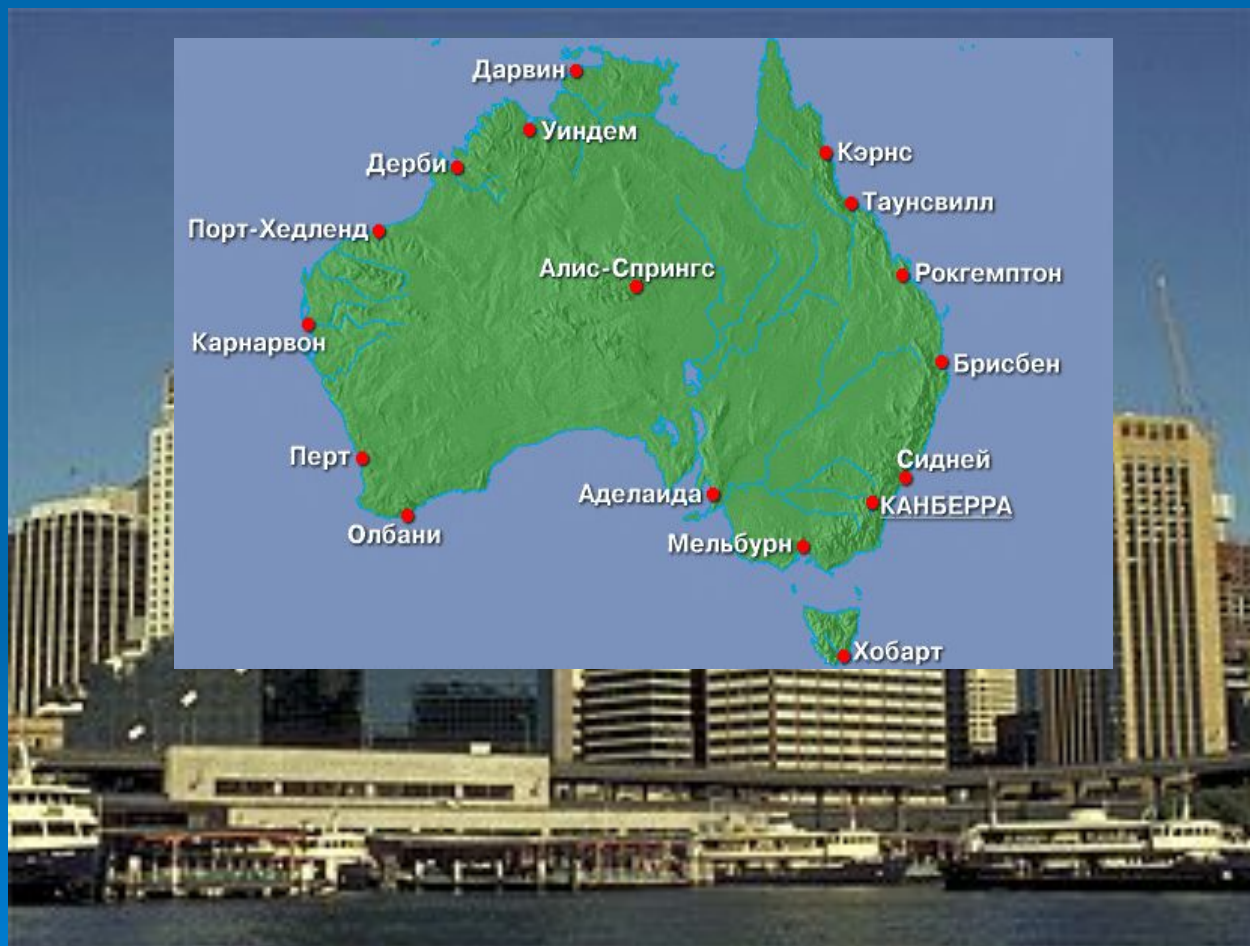 Дарвин
Уиндем
Кэрнс
Дерби
Таунсвилл
Порт-Хедленд
Алис-Спрингс
Рокгемптон
Карнарвон
Брисбен
Перт
Сидней
Аделаида
КАНБЕРРА
Олбани
Мельбурн
Хобарт